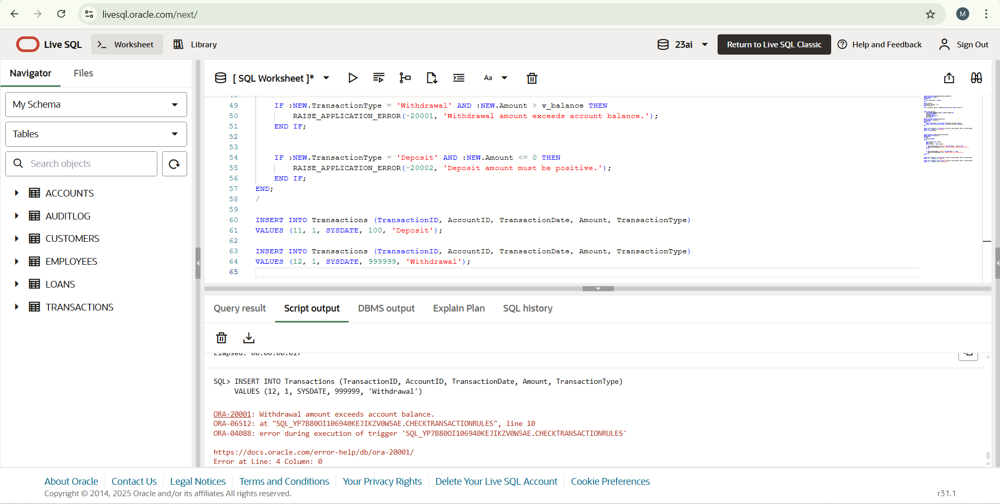 livesql.oracle.com/next/
M
Live SQL
Worksheet
Library
23ai
Return to Live SQL Classic
Help and Feedback
Sign Out
Navigator
Files
My Schema
Tables
Search objects
ACCOUNTS
AUDITLOG
CUSTOMERS
EMPLOYEES
LOANS
TRANSACTIONS
[ SQL Worksheet ]*
Aa
49 IF :NEW.TransactionType = 'Withdrawal' AND :NEW.Amount > v_balance THEN
50 RAISE_APPLICATION_ERROR(-20001, 'Withdrawal amount exceeds account balance.');
51 END IF;
52
53
54 IF :NEW.TransactionType = 'Deposit' AND :NEW.Amount <= 0 THEN
55 RAISE_APPLICATION_ERROR(-20002, 'Deposit amount must be positive.');
56 END IF;
57 END;
58 /
59
60 INSERT INTO Transactions (TransactionID, AccountID, TransactionDate, Amount, TransactionType)
61 VALUES (11, 1, SYSDATE, 100, 'Deposit');
62
63 INSERT INTO Transactions (TransactionID, AccountID, TransactionDate, Amount, TransactionType)
64 VALUES (12, 1, SYSDATE, 999999, 'Withdrawal');
65
Query result
Script output
DBMS output
Explain Plan
SQL history
Elapsed: 00:00:00.017
SQL> INSERT INTO Transactions (TransactionID, AccountID, TransactionDate, Amount, TransactionType)
VALUES (12, 1, SYSDATE, 999999, 'Withdrawal')
ORA-20001: Withdrawal amount exceeds account balance.
ORA-06512: at "SQL_YP7B80OI106940KEJIKZV0W5AE.CHECKTRANSACTIONRULES", line 10
ORA-04088: error during execution of trigger 'SQL_YP7B80OI106940KEJIKZV0W5AE.CHECKTRANSACTIONRULES'
https://docs.oracle.com/error-help/db/ora-20001/
Error at Line: 4 Column: 0
About Oracle
Contact Us
Legal Notices
Terms and Conditions
Your Privacy Rights
Delete Your Live SQL Account
Cookie Preferences
Copyright © 2014, 2025 Oracle and/or its affiliates All rights reserved.
r31.1